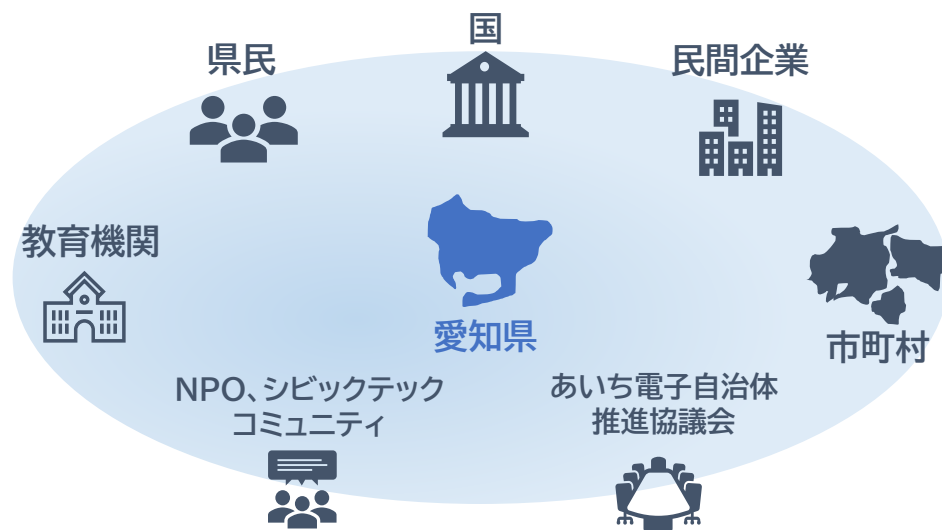 国
県民
民間企業
教育機関
愛知県
市町村
NPO、シビックテック
コミュニティ
あいち電子自治体
推進協議会